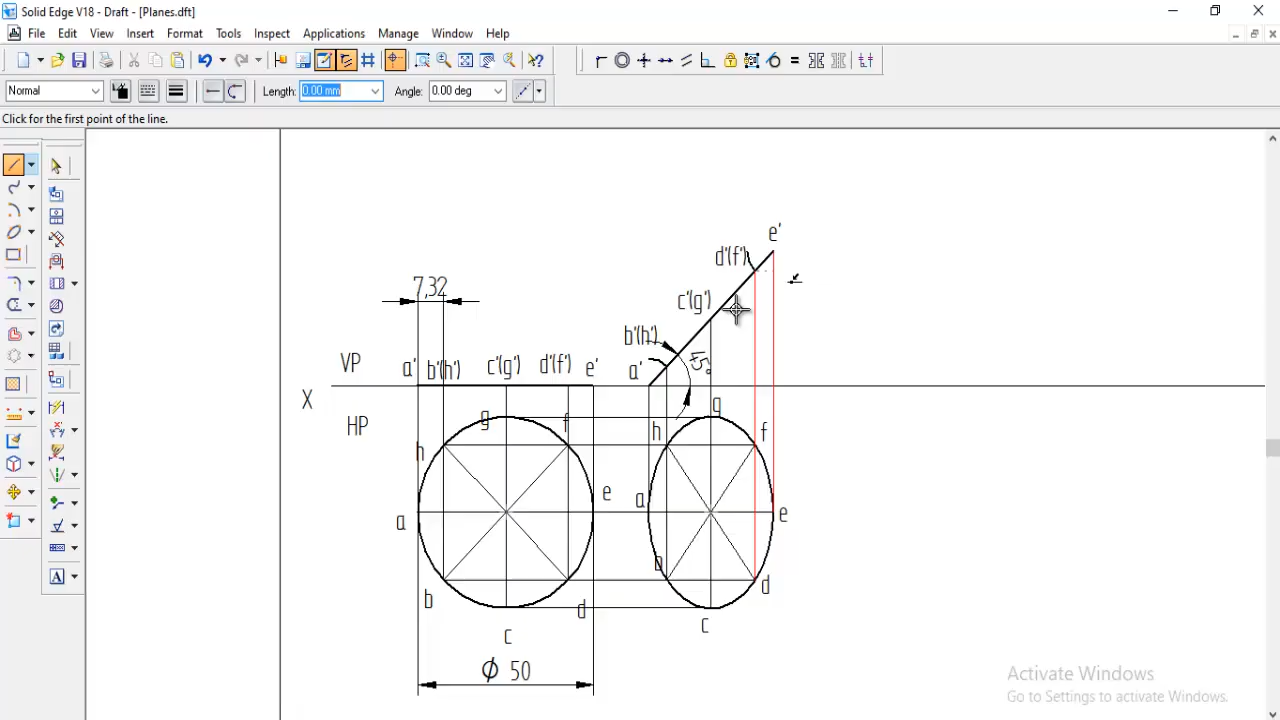 Solid Edge V18 - Draft - [Planes.dft]
File Edit View Insert Format Tools Inspect Applications Manage Window Help
Normal Length: 0.00 mm Angle: 0.00 deg
Click for the first point of the line.
e'
d'(f')
7,32 c'(g')
b'(h')
VP a' b'(h') c'(g') d'(f') e' a' 45°
X
HP g f h g f
h
a e a e
b d b d
c c
ϕ 50
A
Activate Windows
Go to Settings to activate Windows.